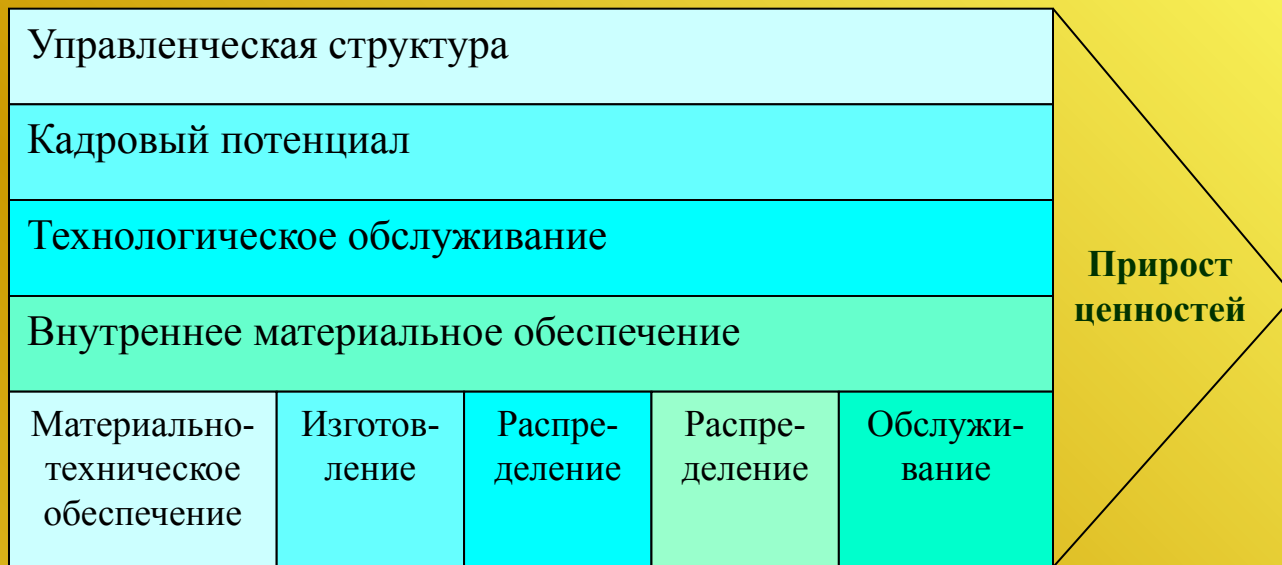 Управленческая структура
Кадровый потенциал
Технологическое обслуживание
Внутреннее материальное обеспечение
Материально-
техническое
обеспечение
Изготов-
ление
Распре-
деление
Распре-
деление
Обслужи-
вание
Прирост
ценностей